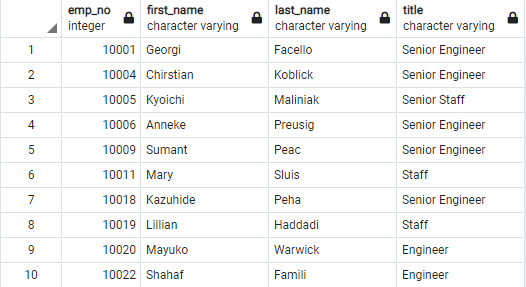 emp_no first_name last_name title
integer character varying character varying character varying
1 10001 Georgi Facello Senior Engineer
2 10004 Chirstian Koblick Senior Engineer
3 10005 Kyoichi Maliniak Senior Staff
4 10006 Anneke Preusig Senior Engineer
5 10009 Sumant Peac Senior Engineer
6 10011 Mary Sluis Staff
7 10018 Kazuhide Peha Senior Engineer
8 10019 Lillian Haddadi Staff
9 10020 Mayuko Warwick Engineer
10 10022 Shahaf Famili Engineer